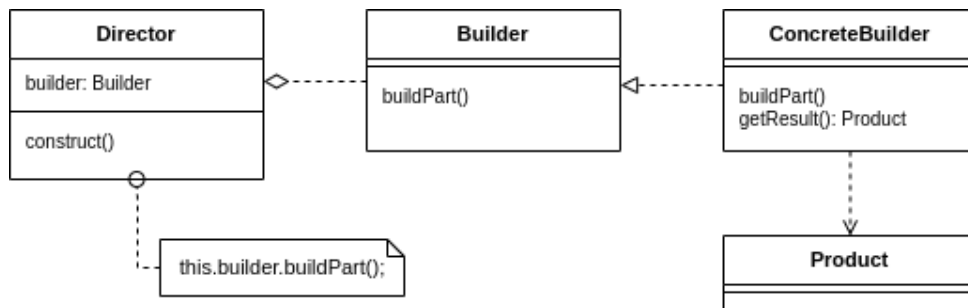 Director
builder: Builder
construct()
this.builder.buildPart();
Builder
buildPart()
ConcreteBuilder
buildPart()
getResult(): Product
Product